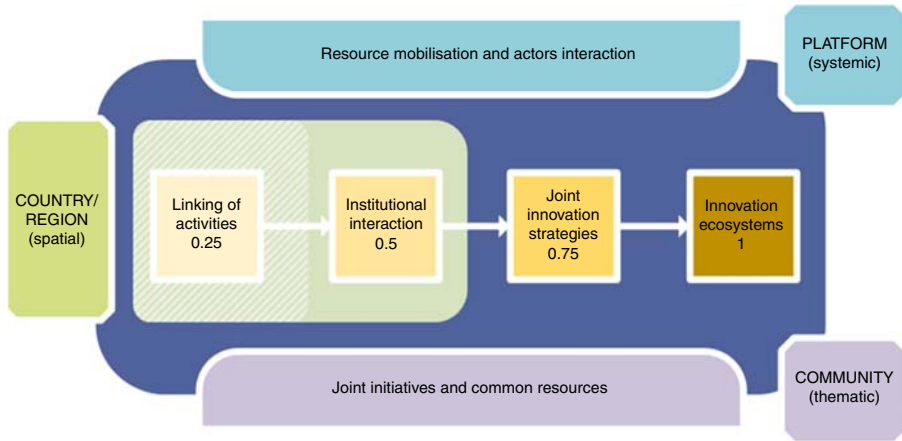 Resource mobilisation and actors interaction
PLATFORM
(systemic)
COUNTRY/
REGION
(spatial)
Linking of
activities
0.25
Institutional
interaction
0.5
Joint
innovation
strategies
0.75
Innovation
ecosystems
1
Joint initiatives and common resources
COMMUNITY
(thematic)